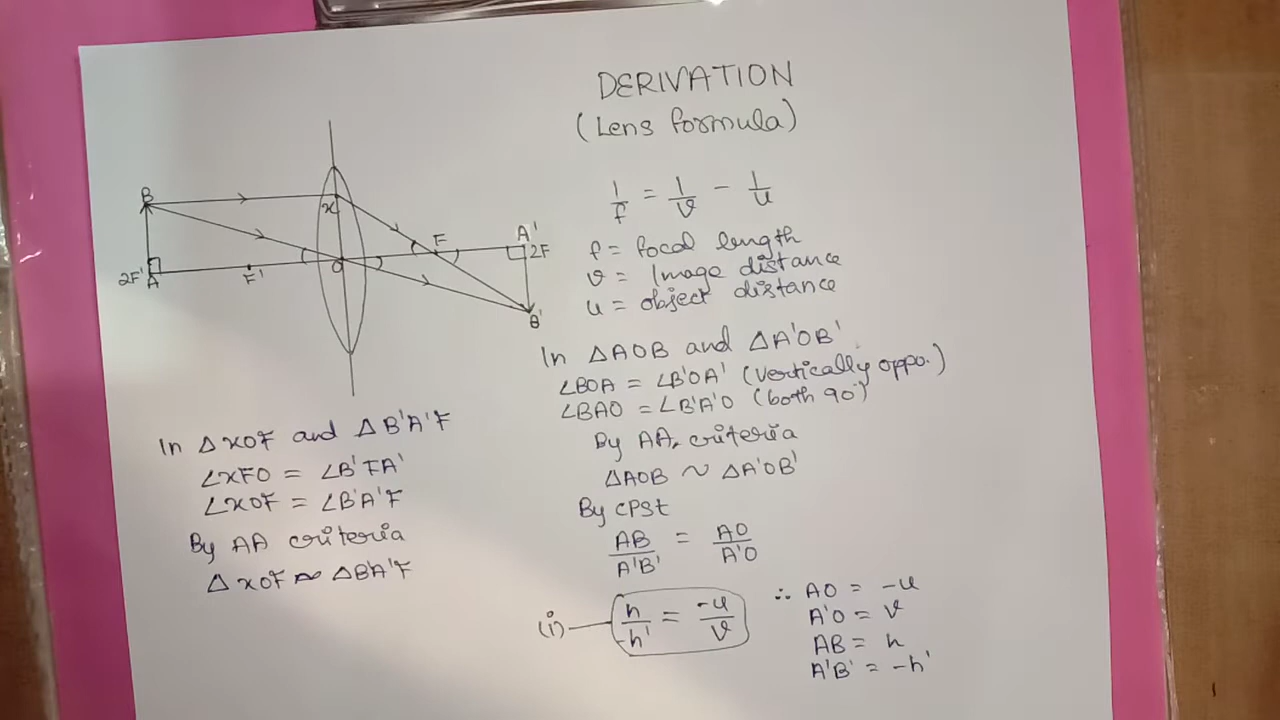 DERIVATION
(Lens formula)
1/f = 1/v - 1/u
f = focal length
v = Image distance
u = object distance
B
x
F
A'
2F
2F'
A
F'
O
B'
In ΔAOB and ΔA'OB'
∠BOA = ∠B'OA' (vertically oppo.)
∠BAO = ∠B'A'O (both 90°)
By AA, criteria
ΔAOB ~ ΔA'OB'
By CPST
AB/A'B' = AO/A'O
(i) — h/-h' = -u/v
∴ AO = -u
A'O = v
AB = h
A'B' = -h'
In ΔXOF and ΔB'A'F
∠XFO = ∠B'FA'
∠XOF = ∠B'A'F
By AA criteria
ΔXOF ~ ΔB'A'F